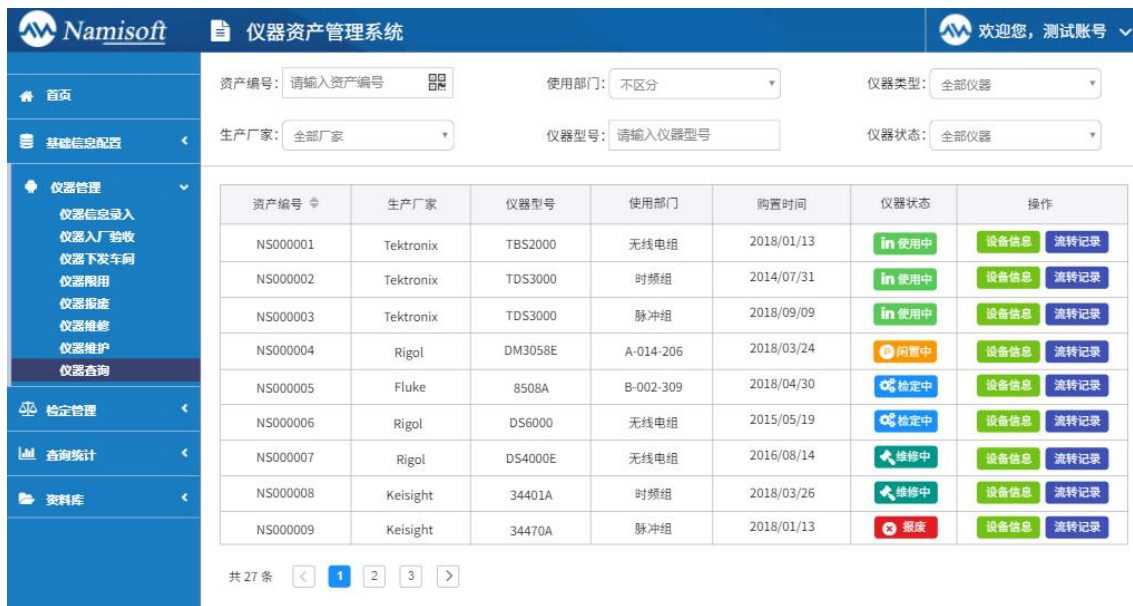 Namisoft 仪器资产管理系统 欢迎您，测试账号
首页
基础信息配置
仪器管理
仪器信息录入
仪器入厂验收
仪器下发车间
仪器限用
仪器报废
仪器维修
仪器维护
仪器查询
检定管理
查询统计
资料库
资产编号： 请输入资产编号 使用部门： 不区分 仪器类型： 全部仪器
生产厂家： 全部厂家 仪器型号： 请输入仪器型号 仪器状态： 全部仪器
资产编号 生产厂家 仪器型号 使用部门 购置时间 仪器状态 操作
NS000001 Tektronix TBS2000 无线电组 2018/01/13 in 使用中 设备信息 流转记录
NS000002 Tektronix TDS3000 时频组 2014/07/31 in 使用中 设备信息 流转记录
NS000003 Tektronix TDS3000 脉冲组 2018/09/09 in 使用中 设备信息 流转记录
NS000004 Rigol DM3058E A-014-206 2018/03/24 P 闲置中 设备信息 流转记录
NS000005 Fluke 8508A B-002-309 2018/04/30 检定中 设备信息 流转记录
NS000006 Rigol DS6000 无线电组 2015/05/19 检定中 设备信息 流转记录
NS000007 Rigol DS4000E 无线电组 2016/08/14 维修中 设备信息 流转记录
NS000008 Keisight 34401A 时频组 2018/03/26 维修中 设备信息 流转记录
NS000009 Keisight 34470A 脉冲组 2018/01/13 报废 设备信息 流转记录
共 27 条 < 1 2 3 >